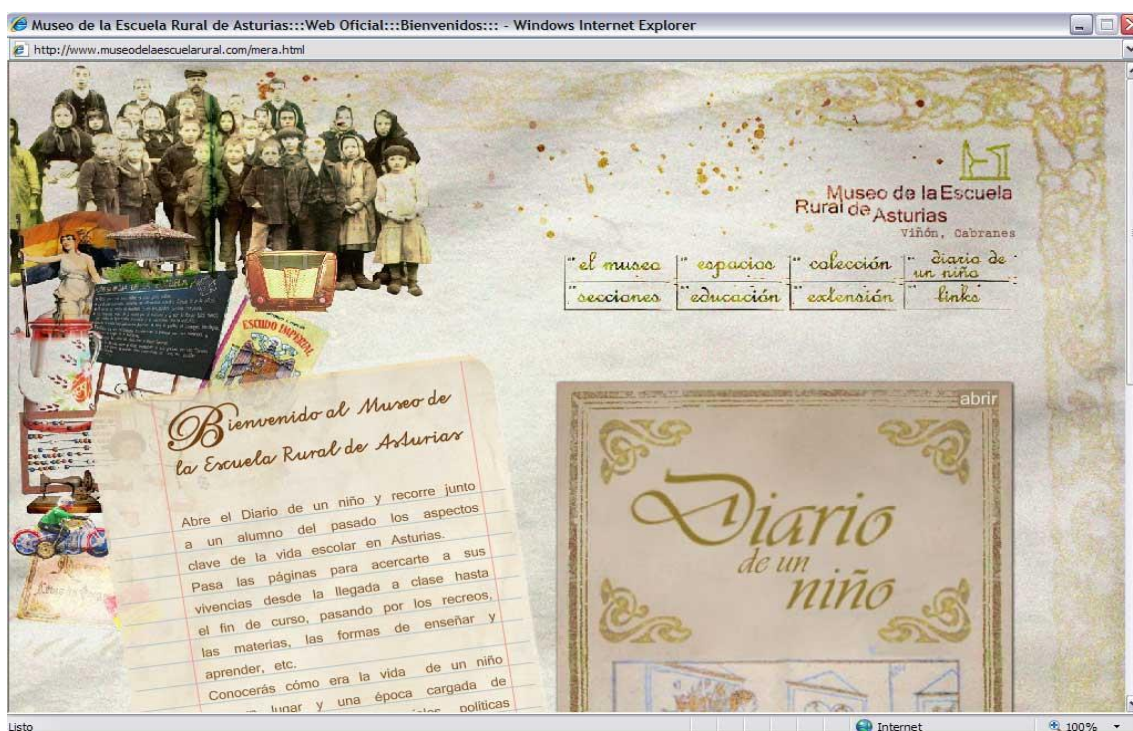 Museo de la Escuela Rural de Asturias:::Web Oficial:::Bienvenidos::: - Windows Internet Explorer
http://www.museodelaescuelarural.com/mera.html
Museo de la Escuela
Rural de Asturias
Viñón, Cabranes
el museo espacios colección diario de
un niño
secciones educación extensión links
ESCUDO IMPERIAL
Bienvenido al Museo de
la Escuela Rural de Asturias
Abre el Diario de un niño y recorre junto
a un alumno del pasado los aspectos
clave de la vida escolar en Asturias.
Pasa las páginas para acercarte a sus
vivencias desde la llegada a clase hasta
el fin de curso, pasando por los recreos,
las materias, las formas de enseñar y
aprender, etc.
Conocerás cómo era la vida de un niño
lugar y una época cargada de
políticas
abrir
Diario
de un
niño
Listo
Internet
100%